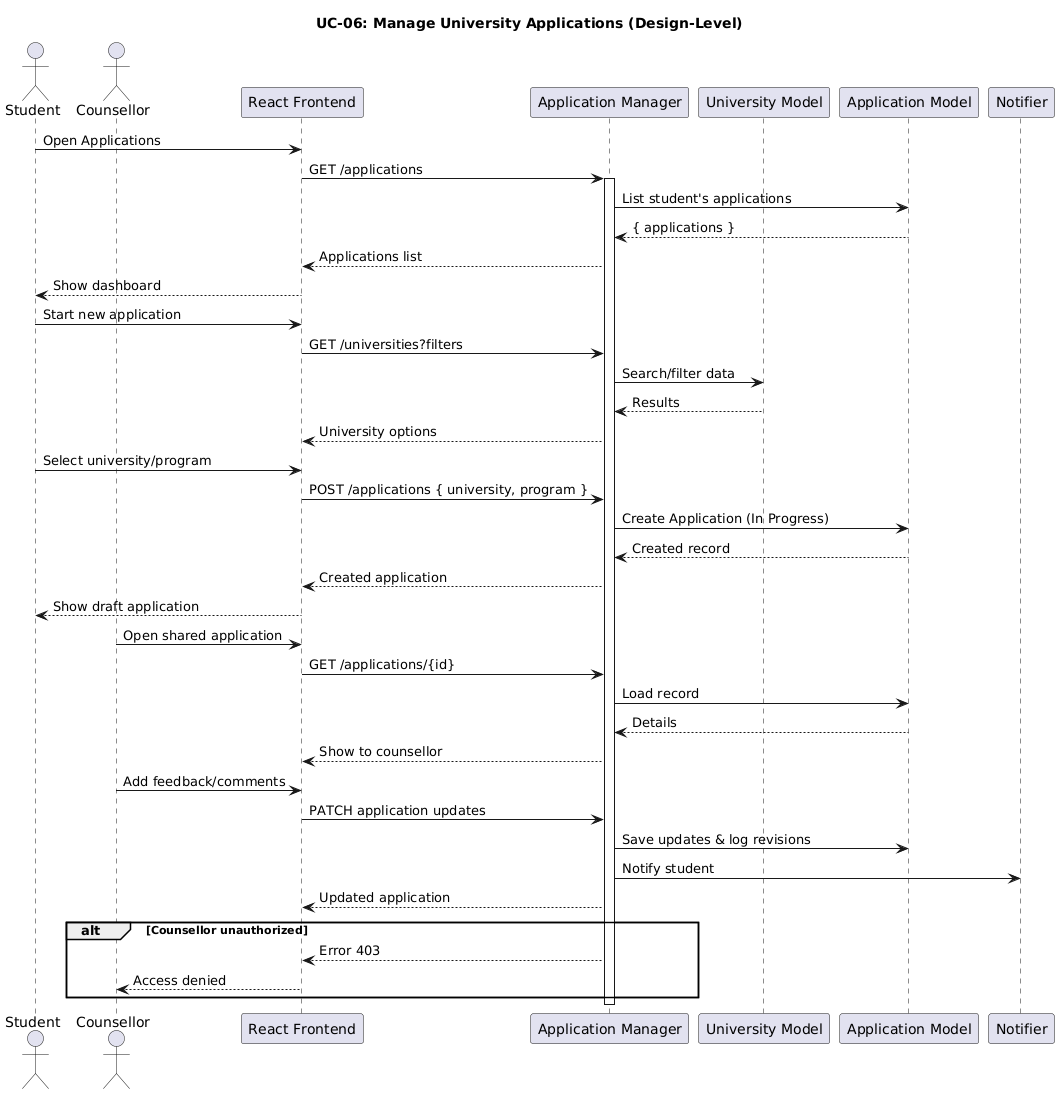 UC-06: Manage University Applications (Design-Level)
Student
Counsellor
React Frontend
Application Manager
University Model
Application Model
Notifier
Open Applications
GET /applications
List student's applications
{ applications }
Applications list
Show dashboard
Start new application
GET /universities?filters
Search/filter data
Results
University options
Select university/program
POST /applications { university, program }
Create Application (In Progress)
Created record
Created application
Show draft application
Open shared application
GET /applications/{id}
Load record
Details
Show to counsellor
Add feedback/comments
PATCH application updates
Save updates & log revisions
Notify student
Updated application
alt
[Counsellor unauthorized]
Error 403
Access denied
Student
Counsellor
React Frontend
Application Manager
University Model
Application Model
Notifier